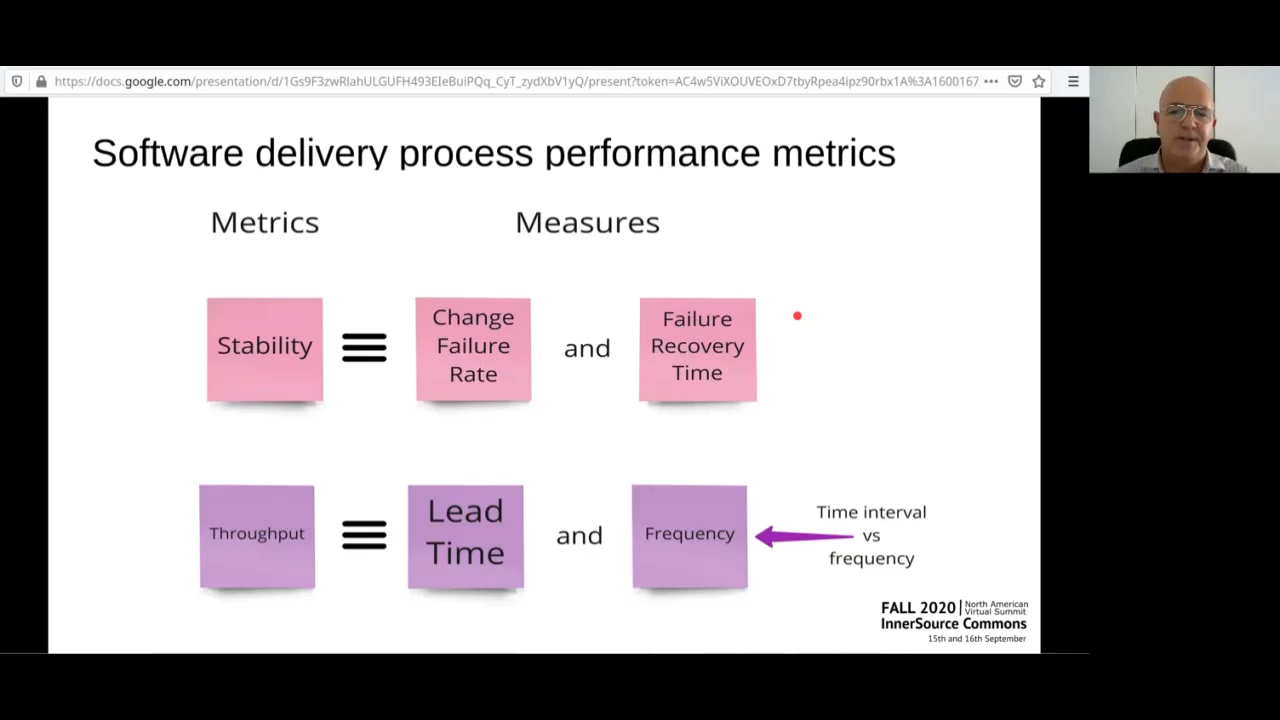 https://docs.google.com/presentation/d/1Gs9F3zwRlahULGUFH493EIeBuiPQq_CyT_zydXbV1yQ/present?token=AC4w5ViXOUVEOxD7tbyRpea4ipz90rbx1A%3A1600167
Software delivery process performance metrics
Metrics
Measures
Stability
Change
Failure
Rate
and
Failure
Recovery
Time
Throughput
Lead
Time
and
Frequency
Time interval
vs
frequency
FALL 2020
North American
Virtual Summit
InnerSource Commons
15th and 16th September